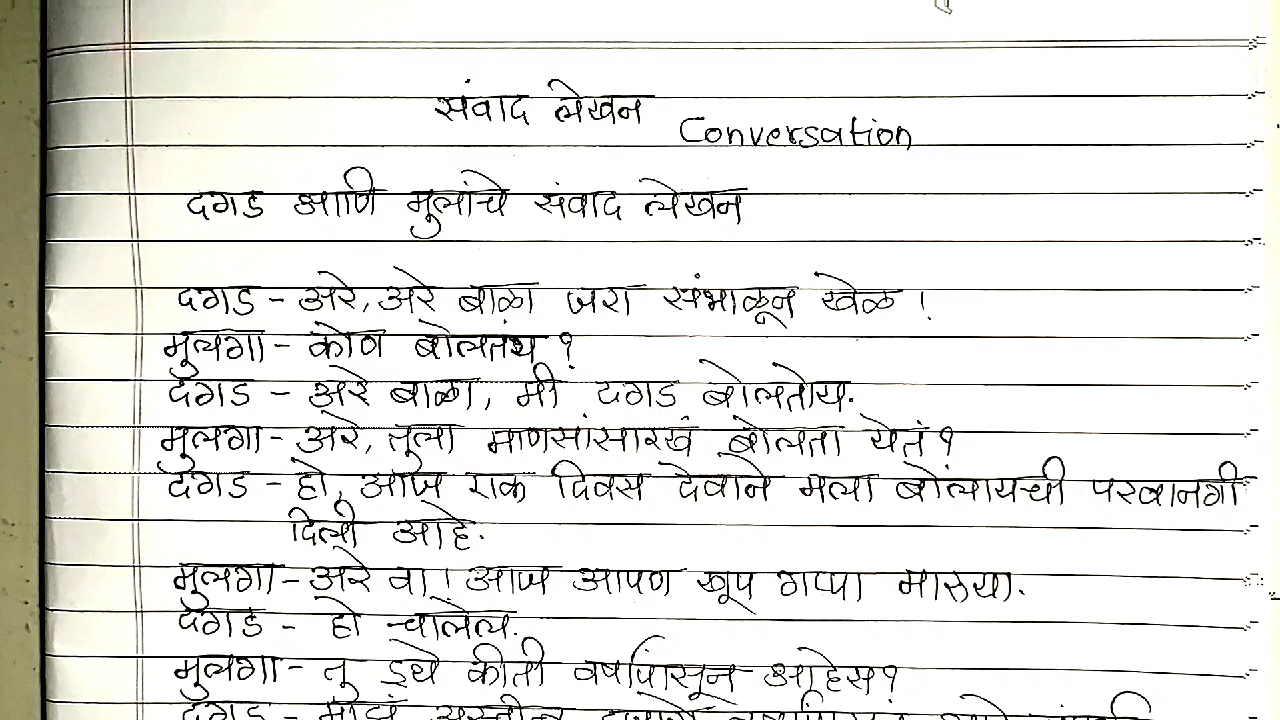 संवाद लेखन
Conversation
दगड आणि मुलांचे संवाद लेखन
दगड - अरे, अरे बाळा जरा संभाळून खेळ !
मुलगा - कोण बोलतंय ?
दगड - अरे बाळा, मी दगड बोलतोय.
मुलगा - अरे, तुला माणसांसारखं बोलता येतं ?
दगड - हो, आज एक दिवस देवाने मला बोलायची परवानगी
दिली आहे.
मुलगा - अरे वा ! आज आपण खूप गप्पा मारुया.
दगड - हो चालेल.
मुलगा - तु इथे कीती वर्षांपासून आहेस ?
दगड - माझं